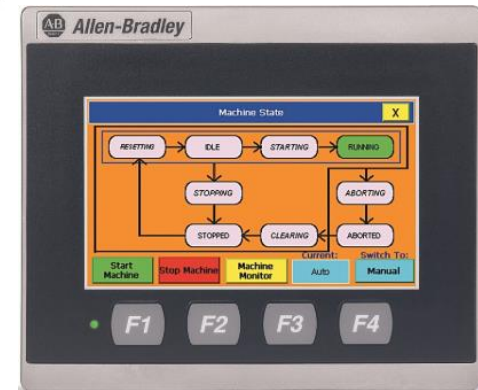 AB Allen-Bradley
Machine State X
RESETTING IDLE STARTING RUNNING
STOPPING ABORTING
STOPPED CLEARING ABORTED
Current: Switch To:
Start Machine Stop Machine Machine Monitor Auto Manual
F1 F2 F3 F4